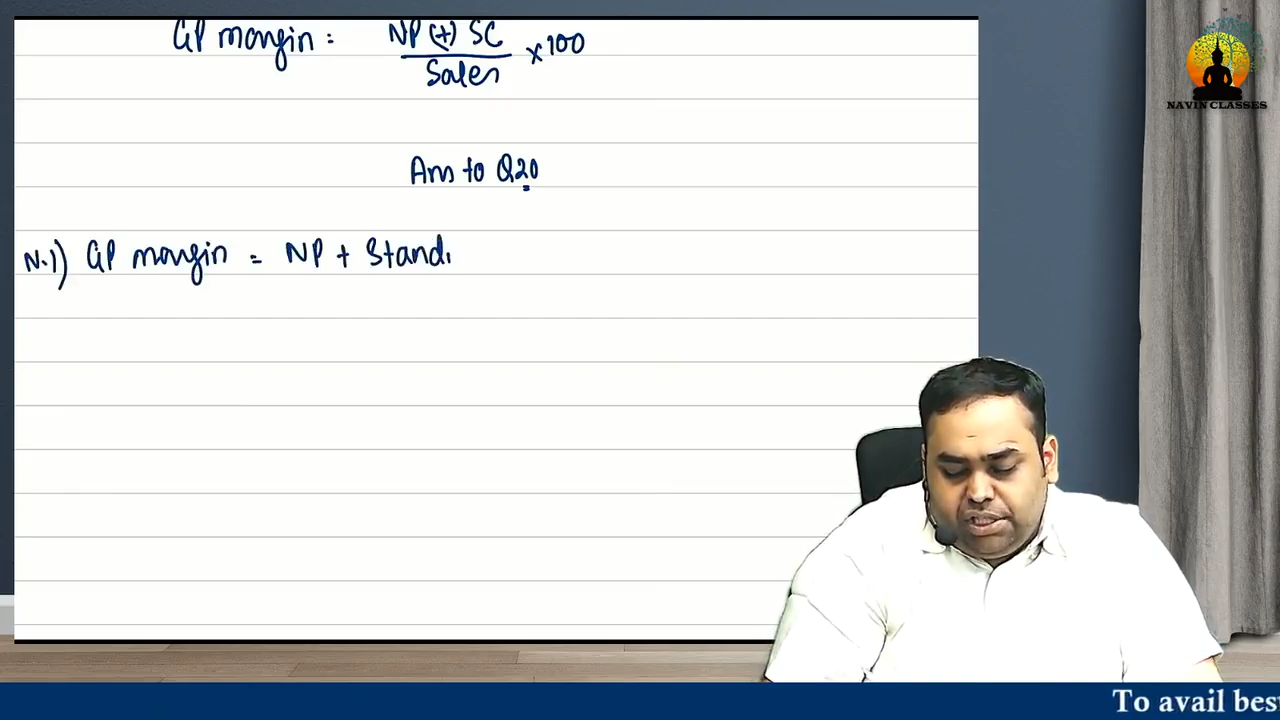 GP margin : NP (+) SC / Sales × 100
NAVIN CLASSES
Ans to Q20
N.1) GP margin = NP + Stand
To avail bes